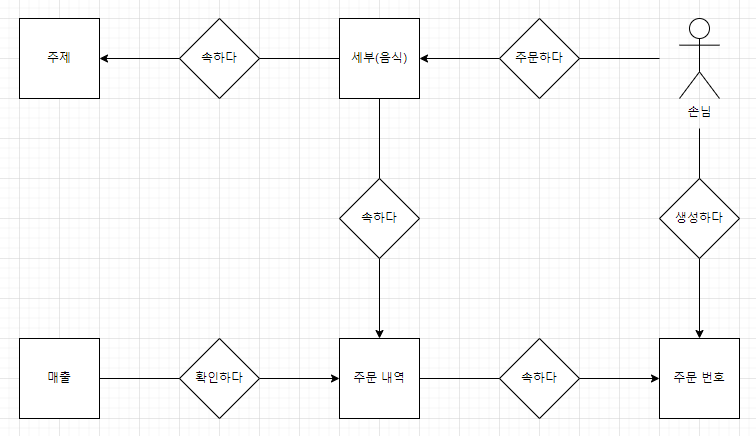 주제
속하다
세부(음식)
주문하다
손님
속하다
생성하다
매출
확인하다
주문 내역
속하다
주문 번호